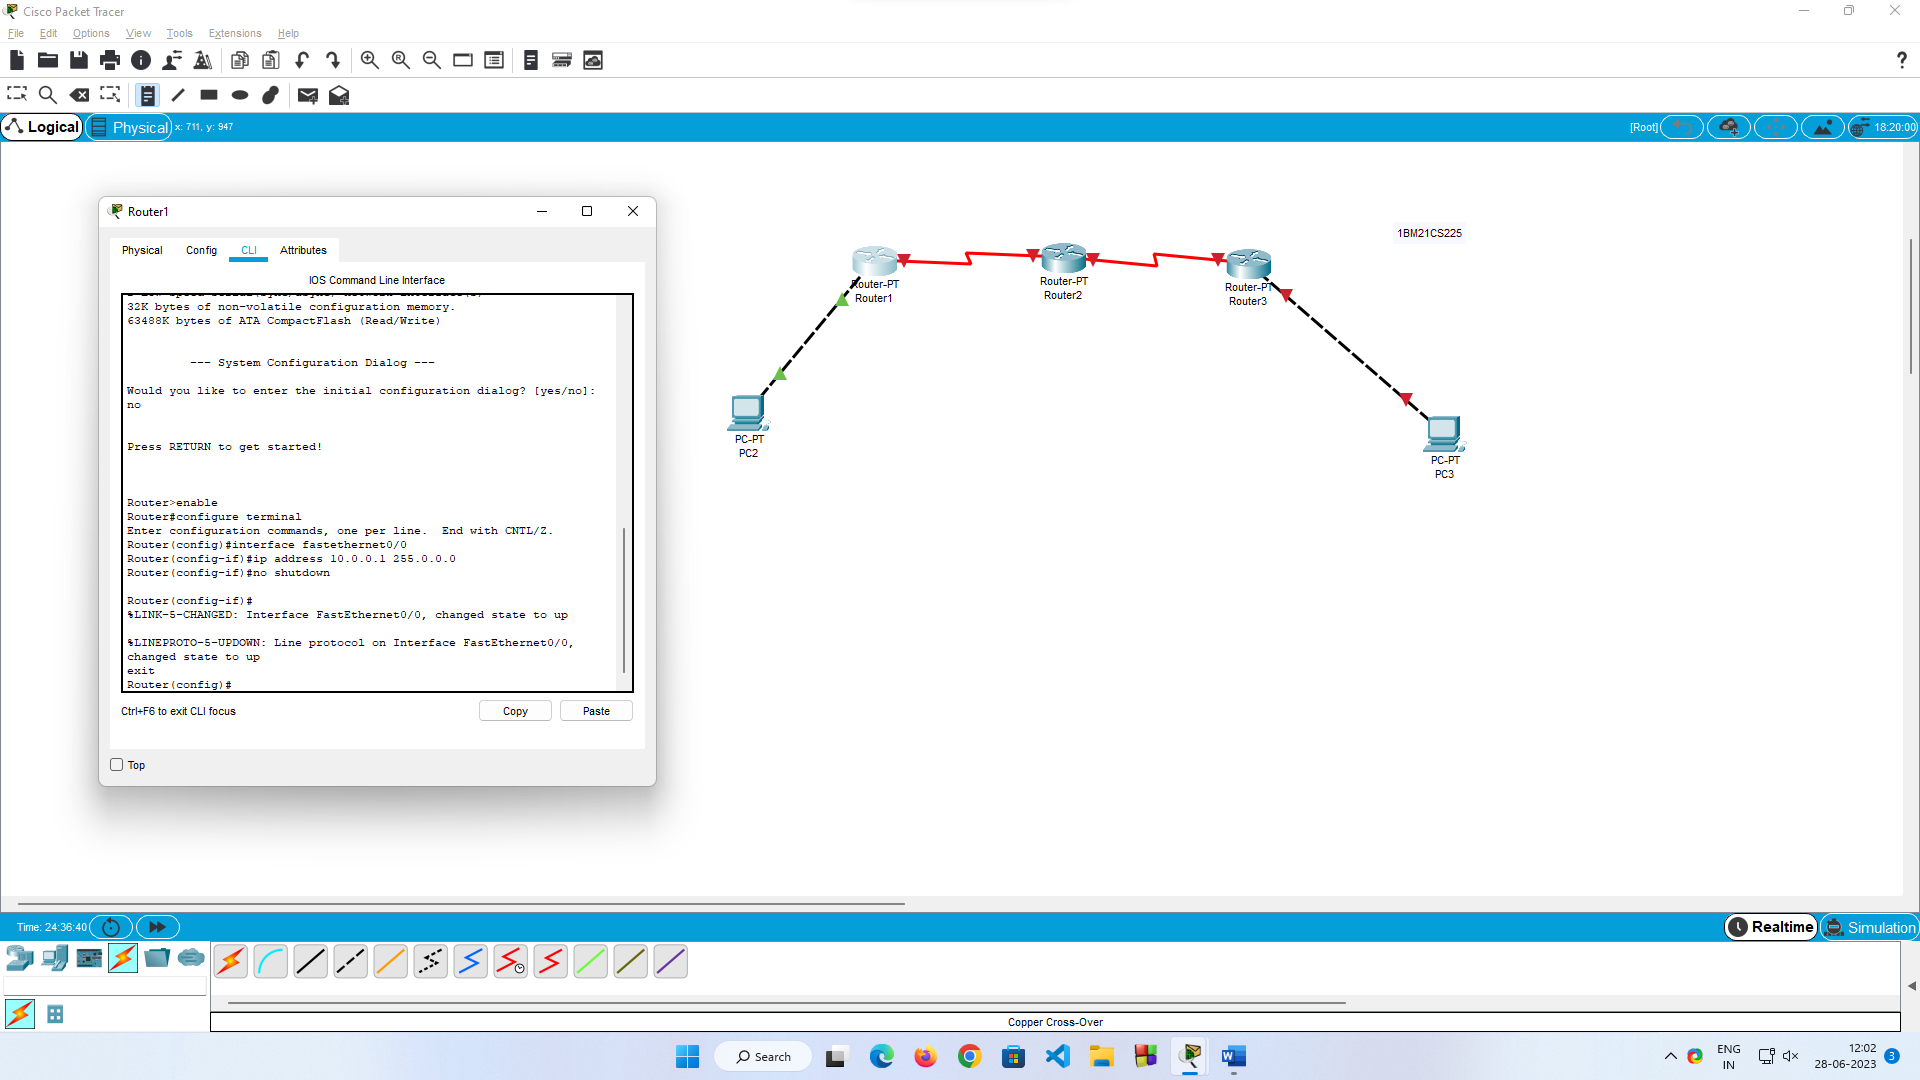 Cisco Packet Tracer
File Edit Options View Tools Extensions Help
Logical Physical x: 711, y: 947 [Root] 18:20:00
Router1
Physical Config CLI Attributes
IOS Command Line Interface
32K bytes of non-volatile configuration memory.
63488K bytes of ATA CompactFlash (Read/Write)
--- System Configuration Dialog ---
Would you like to enter the initial configuration dialog? [yes/no]:
no
Press RETURN to get started!
Router>enable
Router#configure terminal
Enter configuration commands, one per line.  End with CNTL/Z.
Router(config)#interface fastethernet0/0
Router(config-if)#ip address 10.0.0.1 255.0.0.0
Router(config-if)#no shutdown
Router(config-if)#
%LINK-5-CHANGED: Interface FastEthernet0/0, changed state to up
%LINEPROTO-5-UPDOWN: Line protocol on Interface FastEthernet0/0,
changed state to up
exit
Router(config)#
Ctrl+F6 to exit CLI focus
Copy Paste
Top
1BM21CS225
Router-PT
Router1
Router-PT
Router2
Router-PT
Router3
PC-PT
PC2
PC-PT
PC3
Time: 24:36:40
Realtime Simulation
Copper Cross-Over
Search
ENG
IN
12:02
28-06-2023
3